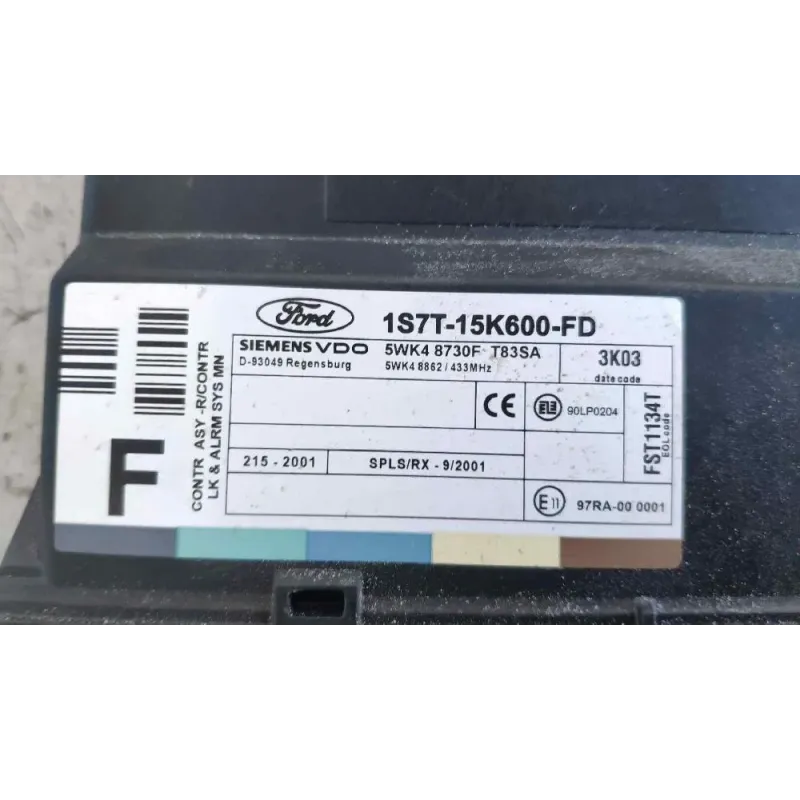 CONTR ASY -R/CONTR
LK & ALRM SYS MN
F
Ford
1S7T-15K600-FD
SIEMENS VDO
D-93049 Regensburg
5WK4 8730F T83SA
5WK4 8862 / 433MHz
3K03
date code
CE
90LP0204
FST1134T
EOL code
215 - 2001
SPLS/RX - 9/2001
E11
97RA-00 0001